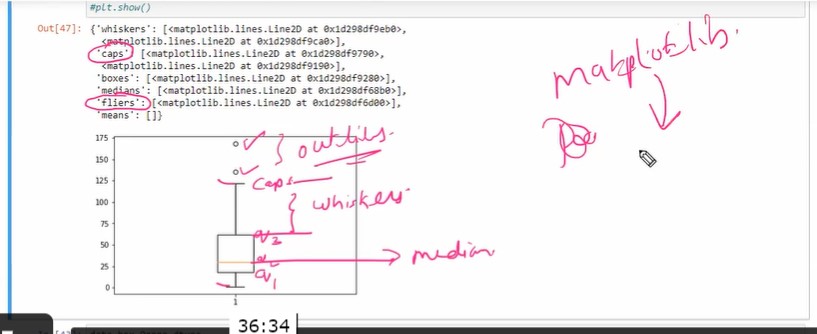 #plt.show()
Out[47]: {'whiskers': [<matplotlib.lines.Line2D at 0x1d298df9eb0>,
<matplotlib.lines.Line2D at 0x1d298df9ca0>],
'caps': [<matplotlib.lines.Line2D at 0x1d298df9790>,
<matplotlib.lines.Line2D at 0x1d298df9190>],
'boxes': [<matplotlib.lines.Line2D at 0x1d298df9280>],
'medians': [<matplotlib.lines.Line2D at 0x1d298df68b0>],
'fliers': [<matplotlib.lines.Line2D at 0x1d298df6d00>],
'means': []}
matplotlib.
175
outliers.
150
125
caps
100
whiskers
75
50
25
median
q1
0
1
36:34